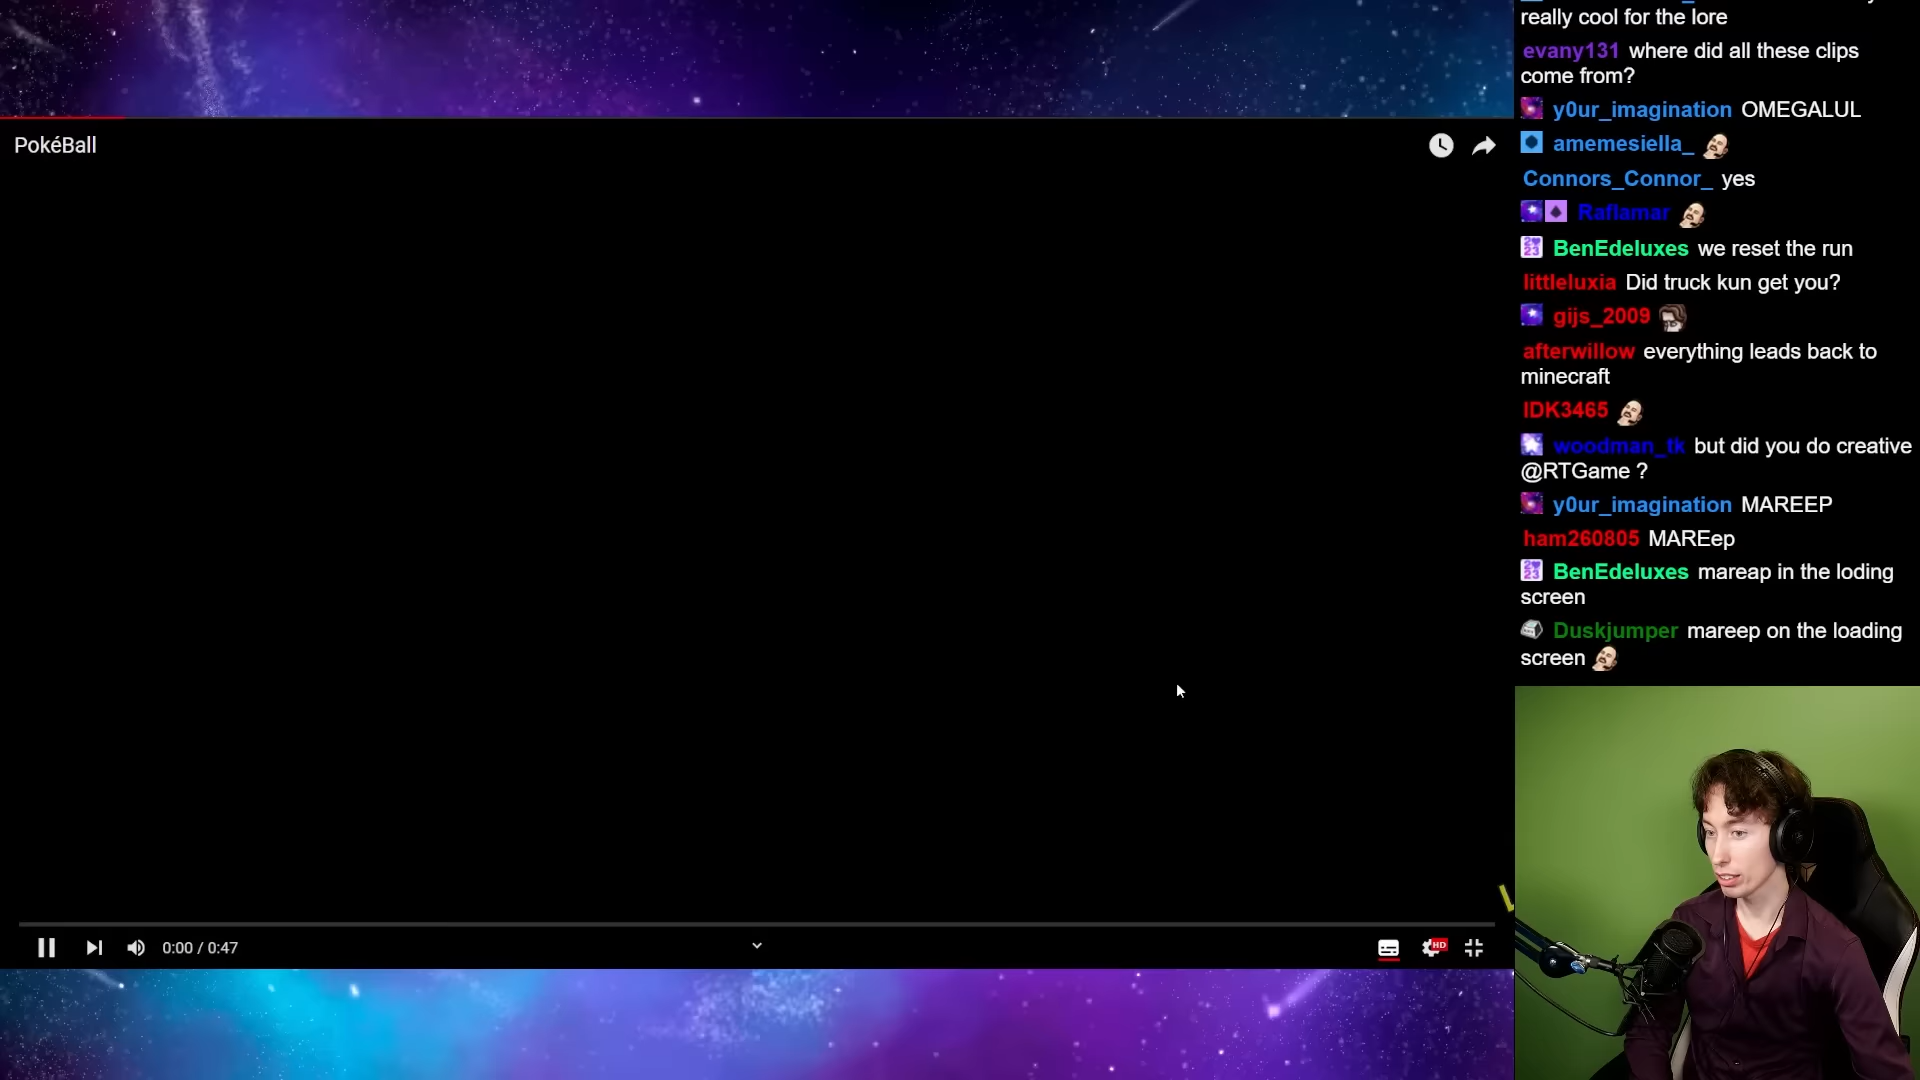 really cool for the lore
evany131 where did all these clips
come from?
y0ur_imagination OMEGALUL
amemesiella_
Connors_Connor_ yes
Raflamar
BenEdeluxes we reset the run
littleluxia Did truck kun get you?
gijs_2009
afterwillow everything leads back to
minecraft
IDK3465
woodman_tk but did you do creative
@RTGame ?
y0ur_imagination MAREEP
ham260805 MAREep
BenEdeluxes mareap in the loding
screen
Duskjumper mareep on the loading
screen
PokéBall
0:00 / 0:47
HD